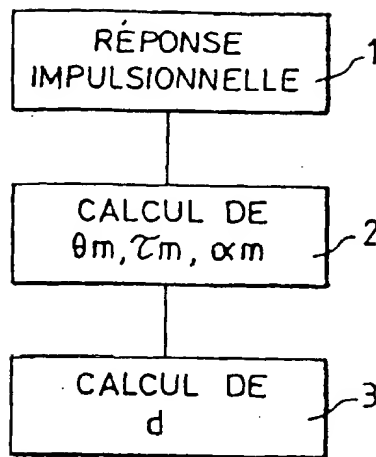 RÉPONSE
IMPULSIONNELLE
1
CALCUL DE
θm, τm, αm
2
CALCUL DE
d
3